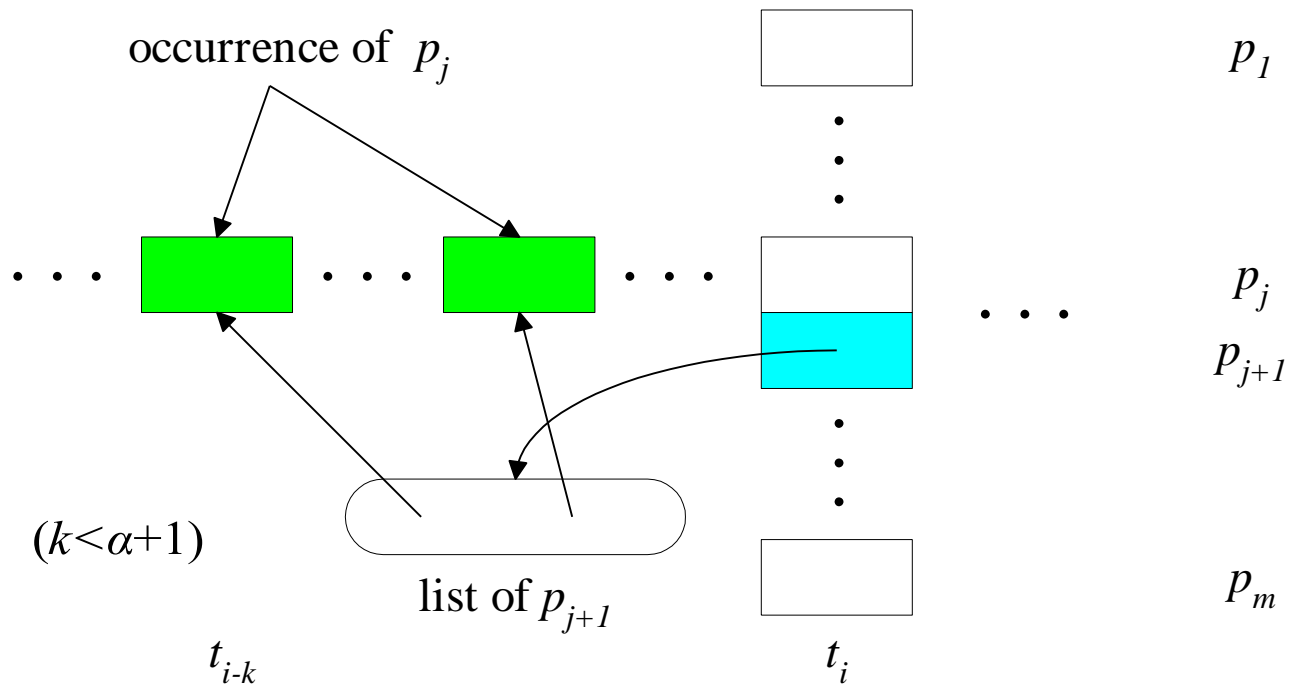 occurrence of p_j
p_1
p_j
p_{j+1}
(k<α+1)
list of p_{j+1}
p_m
t_{i-k}
t_i